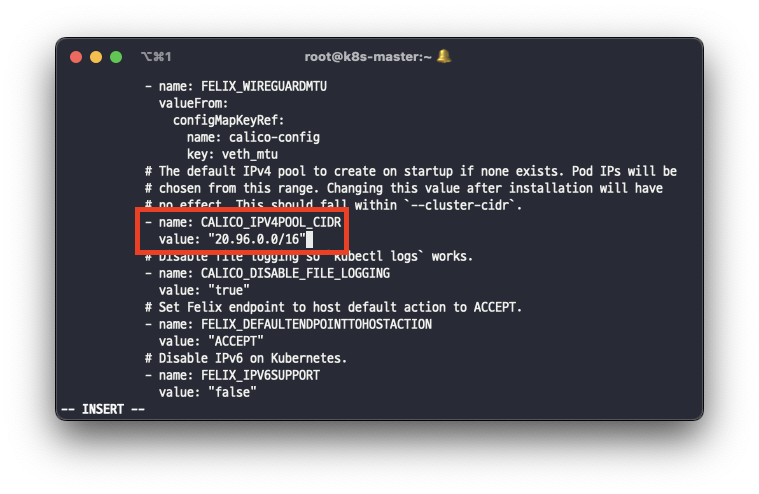 ⌥⌘1
root@k8s-master:~ 🔔
- name: FELIX_WIREGUARDMTU
valueFrom:
configMapKeyRef:
name: calico-config
key: veth_mtu
# The default IPv4 pool to create on startup if none exists. Pod IPs will be
# chosen from this range. Changing this value after installation will have
# no effect. This should fall within `--cluster-cidr`.
- name: CALICO_IPV4POOL_CIDR
value: "20.96.0.0/16"
# Disable file logging so `kubectl logs` works.
- name: CALICO_DISABLE_FILE_LOGGING
value: "true"
# Set Felix endpoint to host default action to ACCEPT.
- name: FELIX_DEFAULTENDPOINTTOHOSTACTION
value: "ACCEPT"
# Disable IPv6 on Kubernetes.
- name: FELIX_IPV6SUPPORT
value: "false"
-- INSERT --